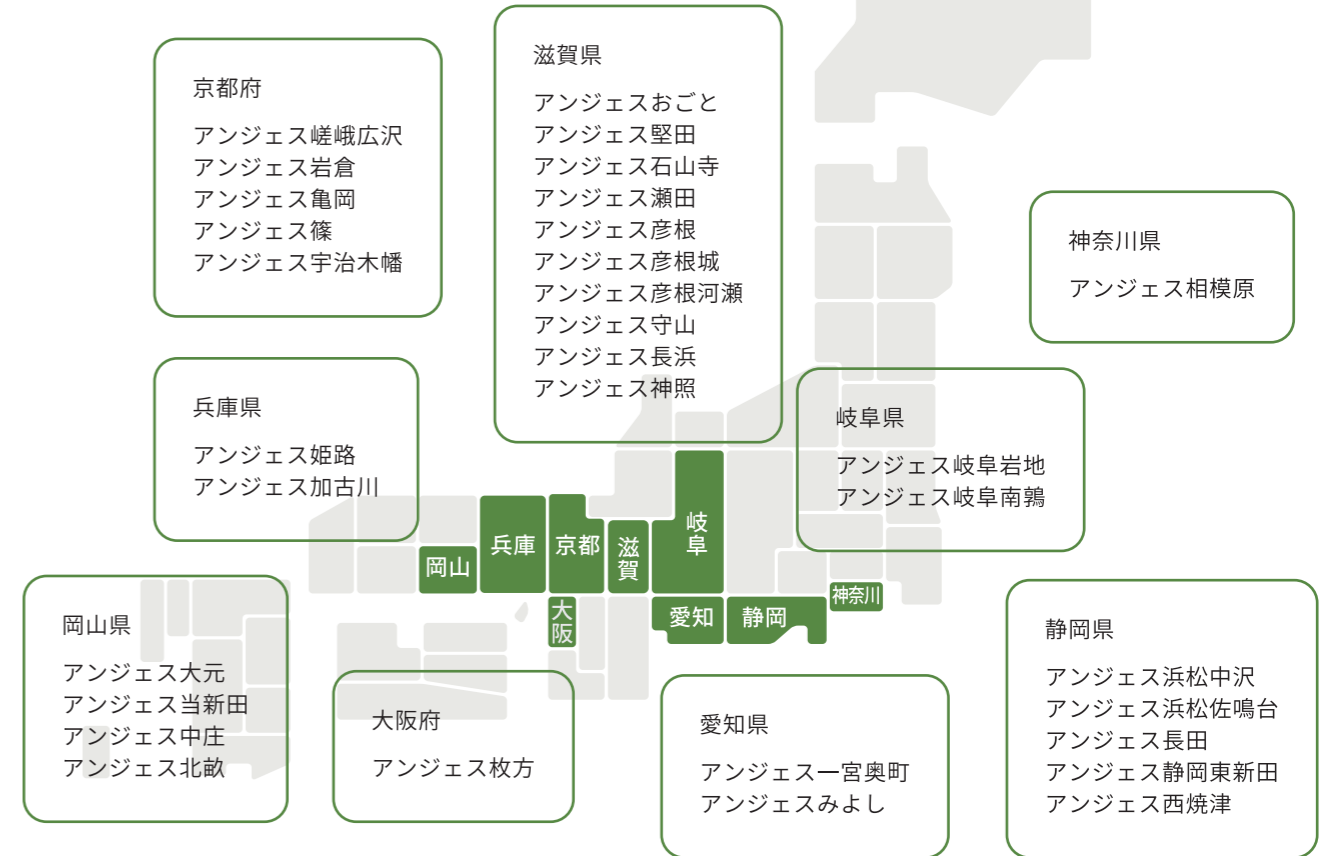 京都府
アンジェス嵯峨広沢
アンジェス岩倉
アンジェス亀岡
アンジェス篠
アンジェス宇治木幡
滋賀県
アンジェスおごと
アンジェス堅田
アンジェス石山寺
アンジェス瀬田
アンジェス彦根
アンジェス彦根城
アンジェス彦根河瀬
アンジェス守山
アンジェス長浜
アンジェス神照
神奈川県
アンジェス相模原
兵庫県
アンジェス姫路
アンジェス加古川
岐阜県
アンジェス岐阜岩地
アンジェス岐阜南鶉
岡山
兵庫
京都
滋賀
岐阜
大阪
愛知
静岡
神奈川
岡山県
アンジェス大元
アンジェス当新田
アンジェス中庄
アンジェス北畝
大阪府
アンジェス枚方
愛知県
アンジェス一宮奥町
アンジェスみよし
静岡県
アンジェス浜松中沢
アンジェス浜松佐鳴台
アンジェス長田
アンジェス静岡東新田
アンジェス西焼津